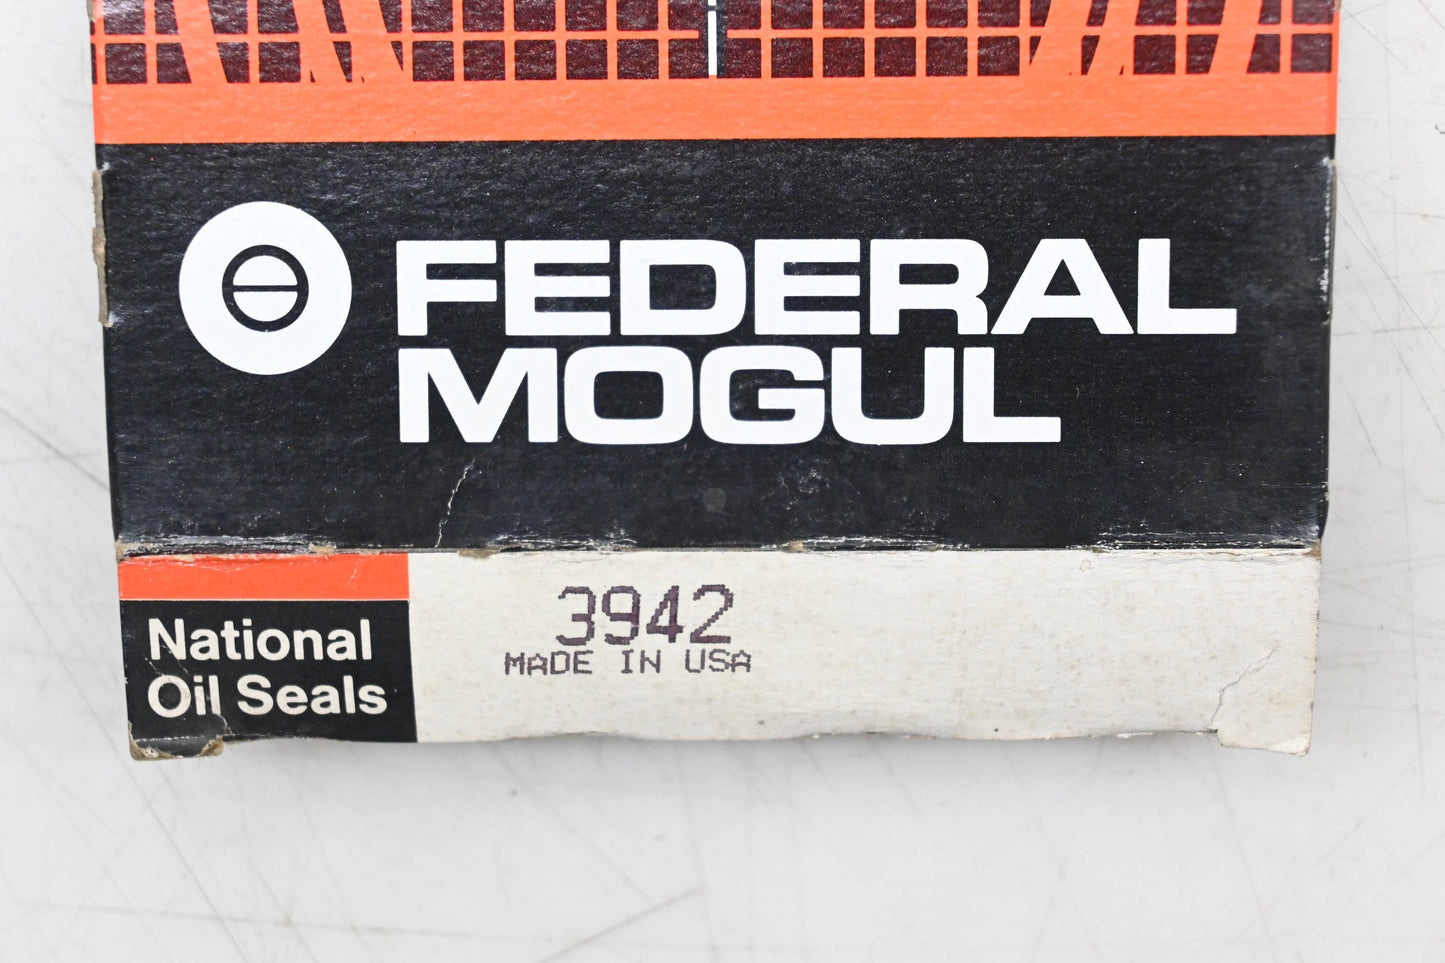 FEDERAL
MOGUL
National
Oil Seals
3942
MADE IN USA